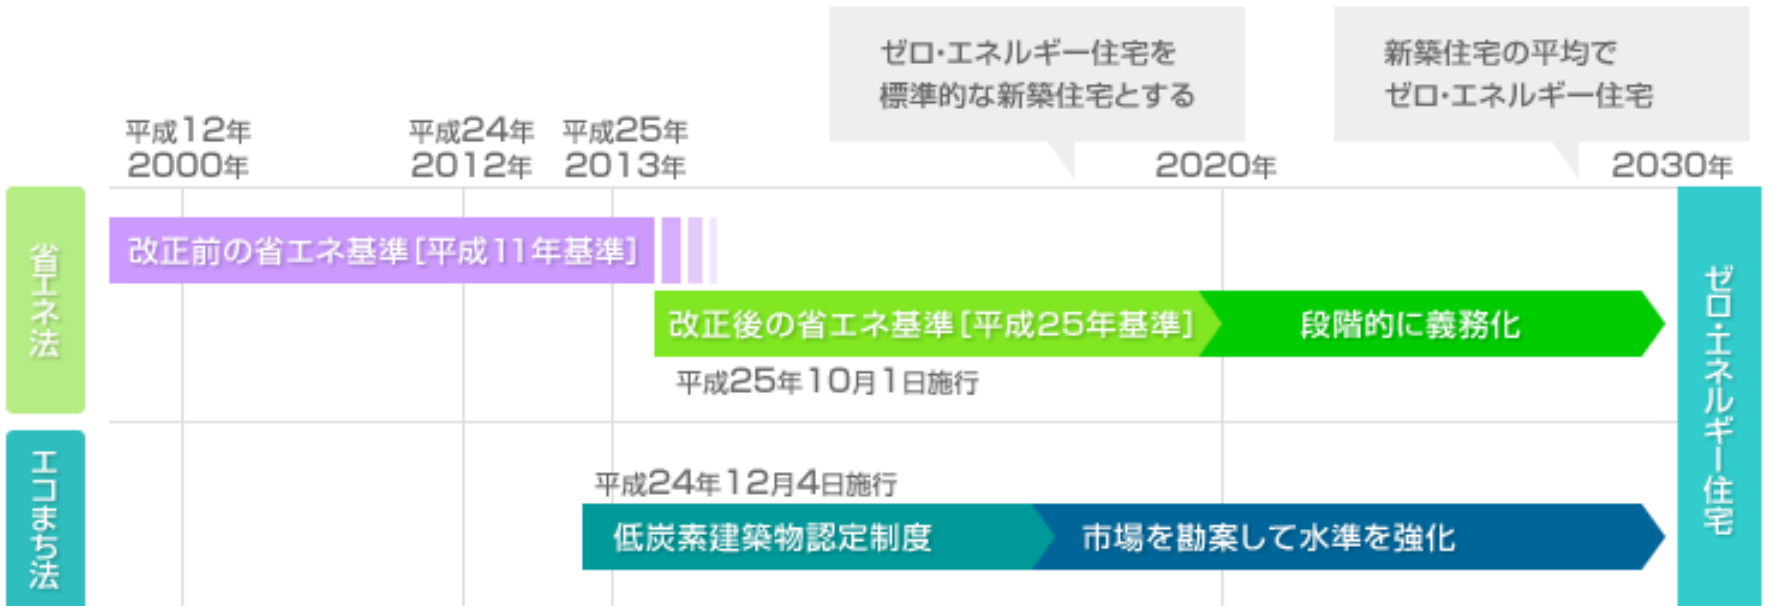 ゼロ・エネルギー住宅を
標準的な新築住宅とする
新築住宅の平均で
ゼロ・エネルギー住宅
平成12年
2000年
平成24年
2012年
平成25年
2013年
2020年
2030年
省エネ法
改正前の省エネ基準[平成11年基準]
改正後の省エネ基準[平成25年基準]
段階的に義務化
平成25年10月1日施行
エコまち法
平成24年12月4日施行
低炭素建築物認定制度
市場を勘案して水準を強化
ゼロ・エネルギー住宅